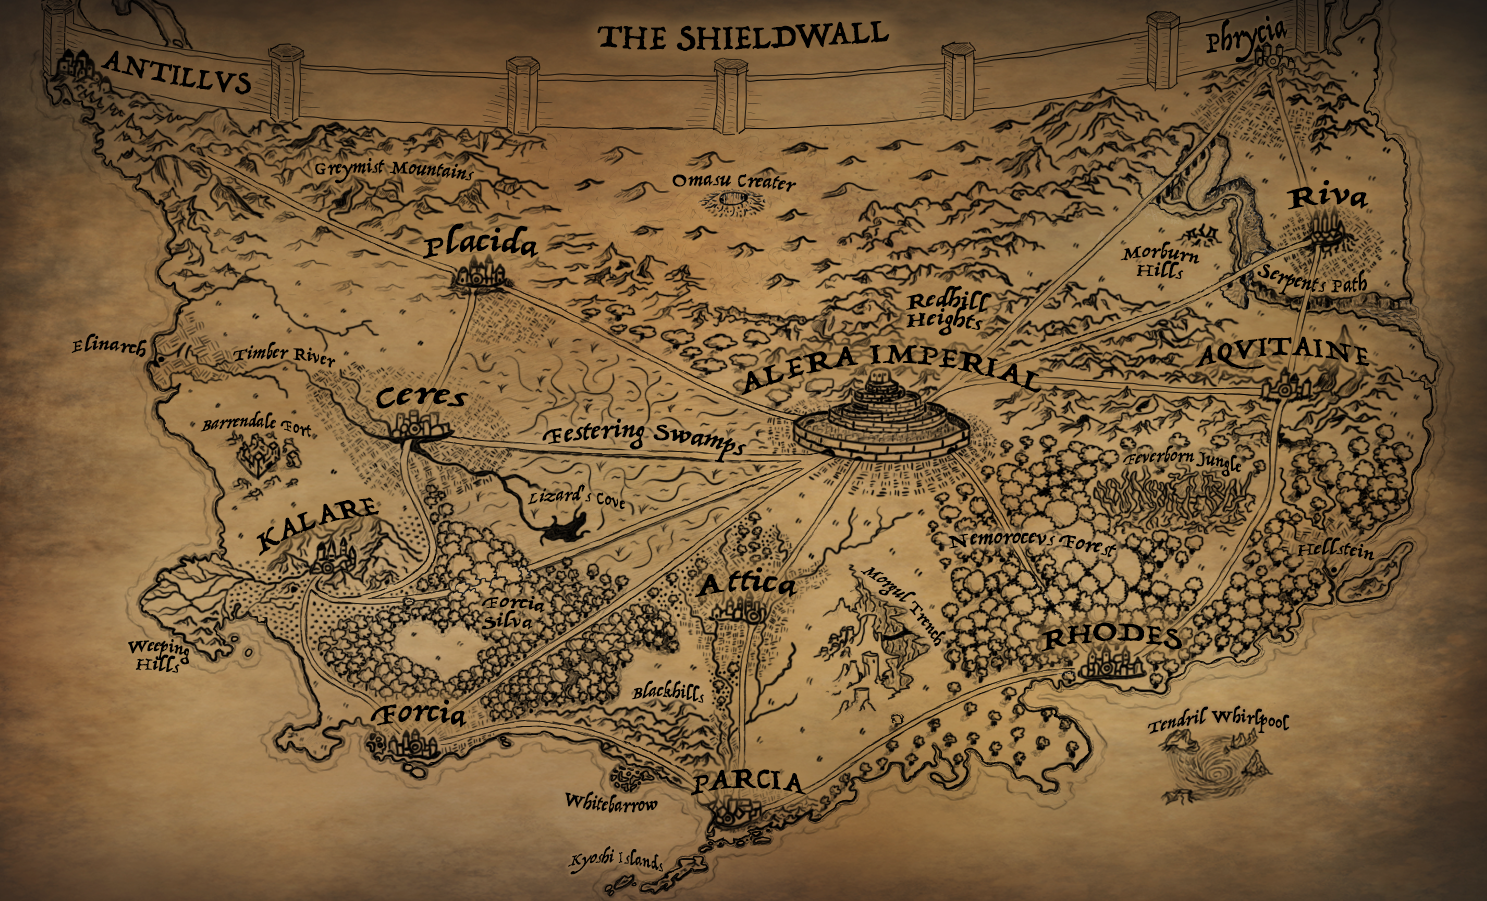 THE SHIELDWALL
Phrycia
ANTILLVS
Greymist Mountains
Omasu Creater
Riva
Placida
Morburn
Hills
Serpents Path
Redhill
Heights
Elinarch
Timber River
ALERA IMPERIAL
AQVITAINE
Ceres
Barrendale Fort
Festering Swamps
Feverborn Jungle
Lizard's Cove
KALARE
Nemorocevs Forest
Hellstein
Attica
Morgul Trench
Forcia
Silva
Weeping
Hills
RHODES
Blackhills
Forcia
Tendril Whirlpool
PARCIA
Whitebarrow
Kyoshi Islands